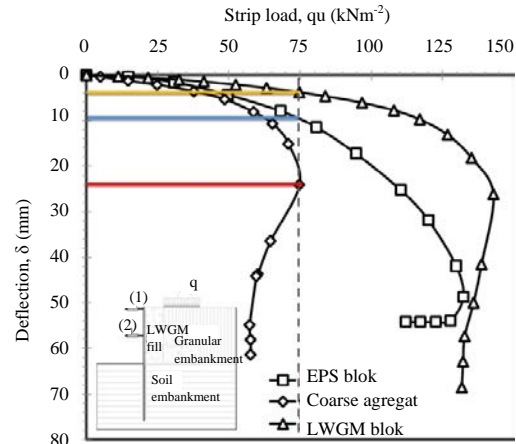 Strip load, qu (kNm-2)
0 25 50 75 100 125 150
0
10
20
30
40
50
60
70
80
Deflection, δ (mm)
q
(1)
(2)
LWGM
fill
Granular
embankment
Soil
embankment
EPS blok
Coarse agregat
LWGM blok